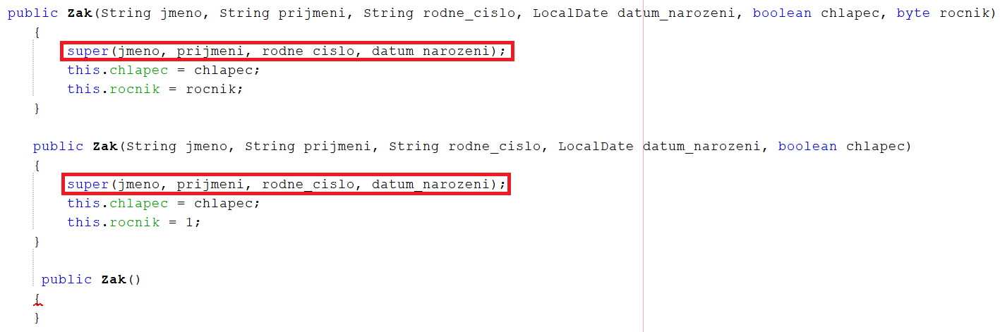 public Zak(String jmeno, String prijmeni, String rodne_cislo, LocalDate datum_narozeni, boolean chlapec, byte rocnik)
{
super(jmeno, prijmeni, rodne cislo, datum narozeni);
this.chlapec = chlapec;
this.rocnik = rocnik;
}
public Zak(String jmeno, String prijmeni, String rodne_cislo, LocalDate datum_narozeni, boolean chlapec)
{
super(jmeno, prijmeni, rodne_cislo, datum_narozeni);
this.chlapec = chlapec;
this.rocnik = 1;
}
public Zak()
{
}